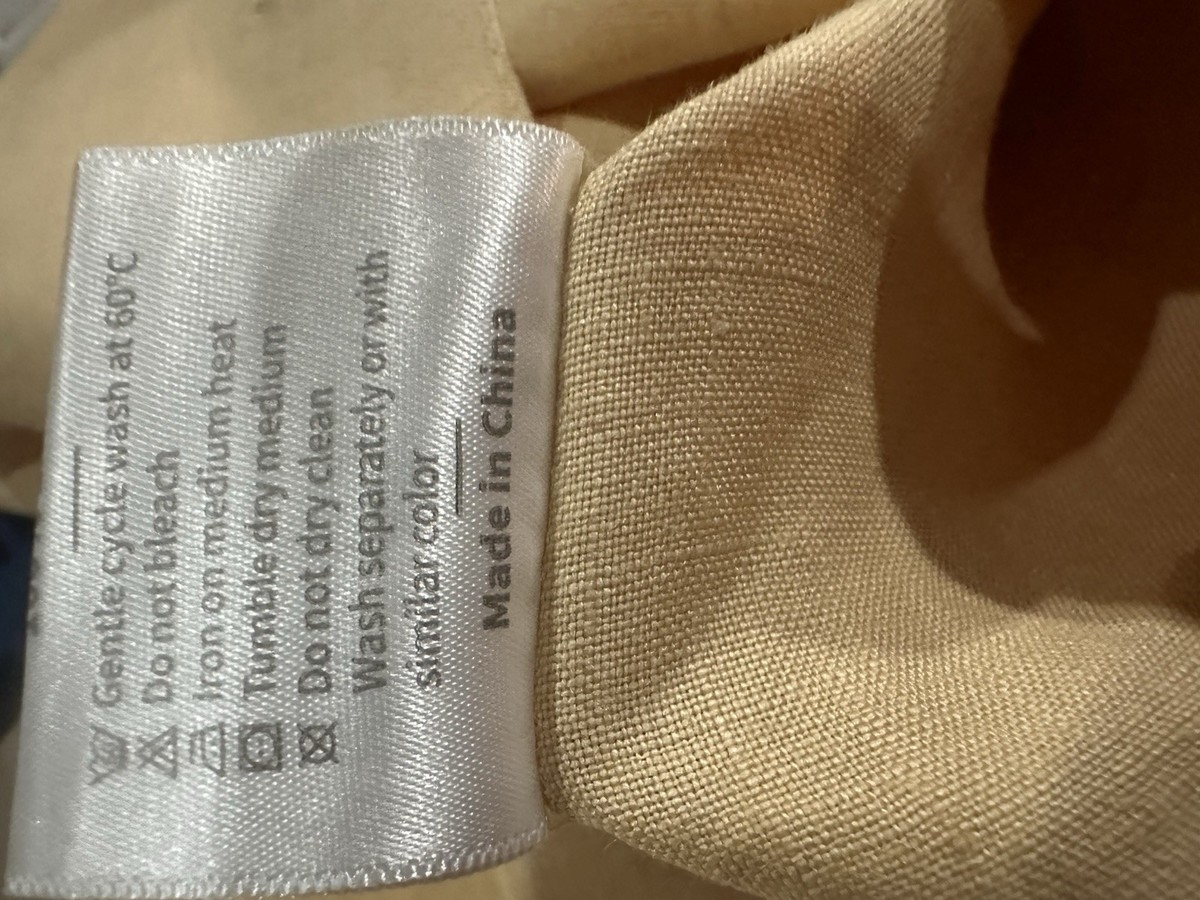 Gentle cycle wash at 60°C
Do not bleach
Iron on medium heat
Tumble dry medium
Do not dry clean
Wash separately or with
similar color
Made in China